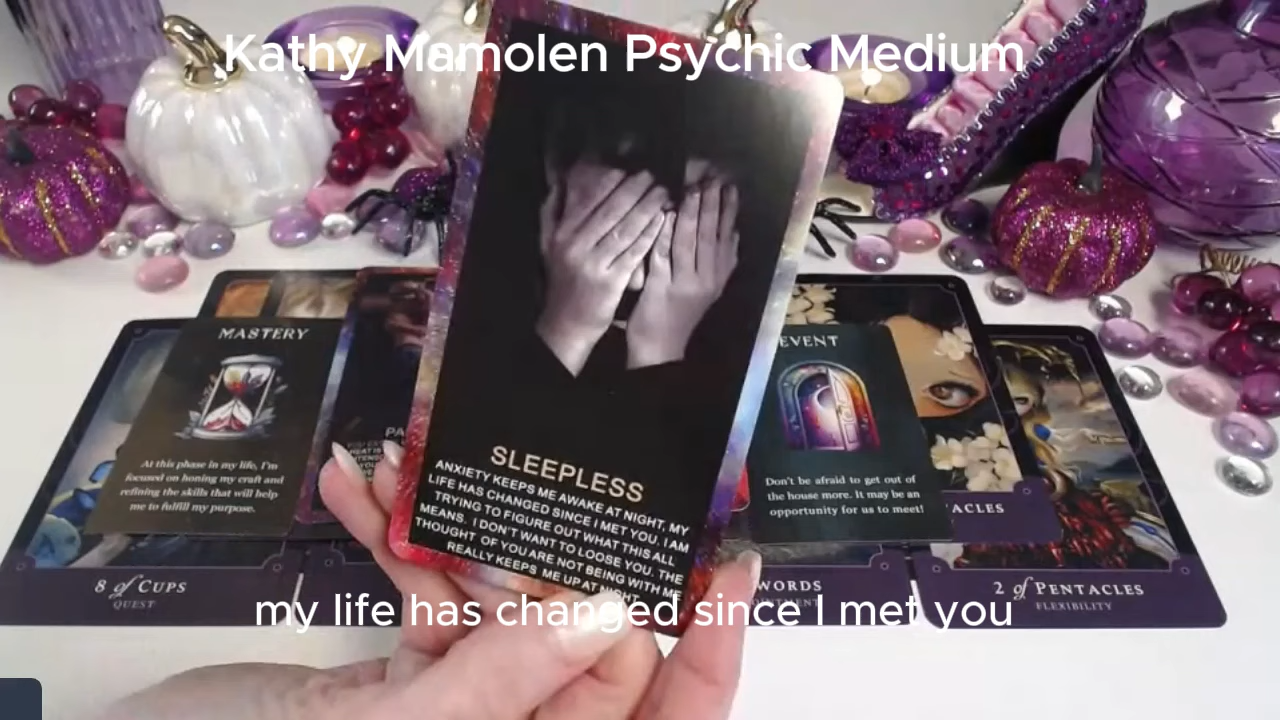 Kathy Mamolen Psychic Medium
MASTERY
At this phase in my life, I'm
focused on honing my craft and
refining the skills that will help
me to fulfill my purpose.
8 of CUPS
QUEST
SLEEPLESS
ANXIETY KEEPS ME AWAKE AT NIGHT, MY
LIFE HAS CHANGED SINCE I MET YOU. I AM
TRYING TO FIGURE OUT WHAT THIS ALL
MEANS. I DON'T WANT TO LOOSE YOU. THE
THOUGHT OF YOU ARE NOT BEING WITH ME
REALLY KEEPS ME UP AT NIGHT
EVENT
Don't be afraid to get out of
the house more. It may be an
opportunity for us to meet!
ACLES
WORDS
2 of PENTACLES
FLEXIBILITY
my life has changed since I met you